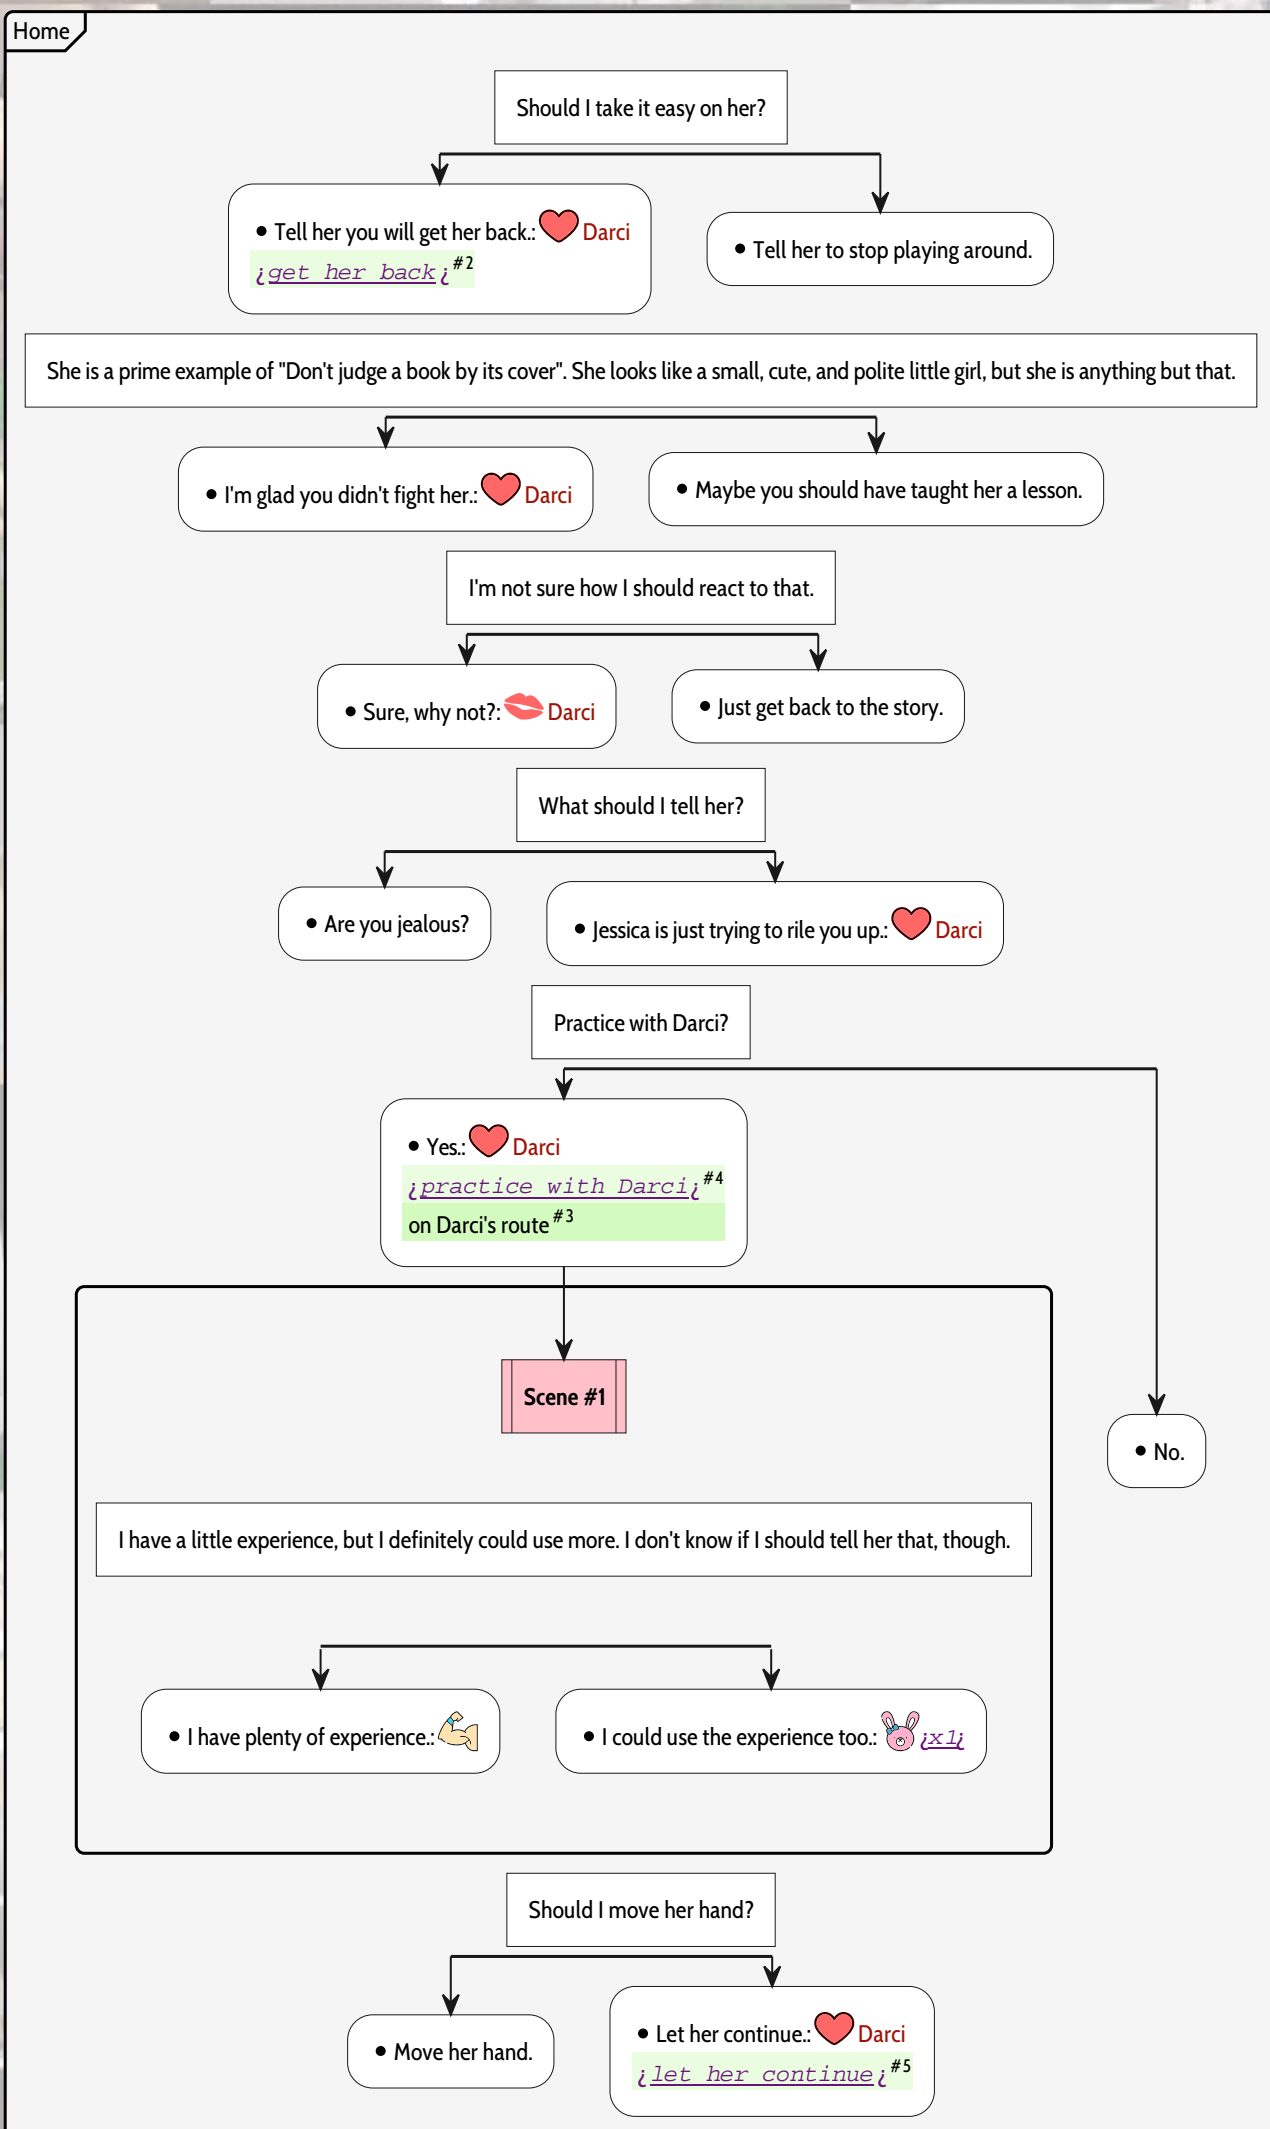 Home
Should I take it easy on her?
• Tell her you will get her back.: Darci
¿get her back¿ #2
• Tell her to stop playing around.
She is a prime example of "Don't judge a book by its cover". She looks like a small, cute, and polite little girl, but she is anything but that.
• I'm glad you didn't fight her.: Darci
• Maybe you should have taught her a lesson.
I'm not sure how I should react to that.
• Sure, why not?: Darci
• Just get back to the story.
What should I tell her?
• Are you jealous?
• Jessica is just trying to rile you up.: Darci
Practice with Darci?
• Yes.: Darci
¿practice with Darci¿ #4
on Darci's route #3
Scene #1
• No.
I have a little experience, but I definitely could use more. I don't know if I should tell her that, though.
• I have plenty of experience.:
• I could use the experience too.: ¿x1¿
Should I move her hand?
• Move her hand.
• Let her continue.: Darci
¿let her continue¿ #5